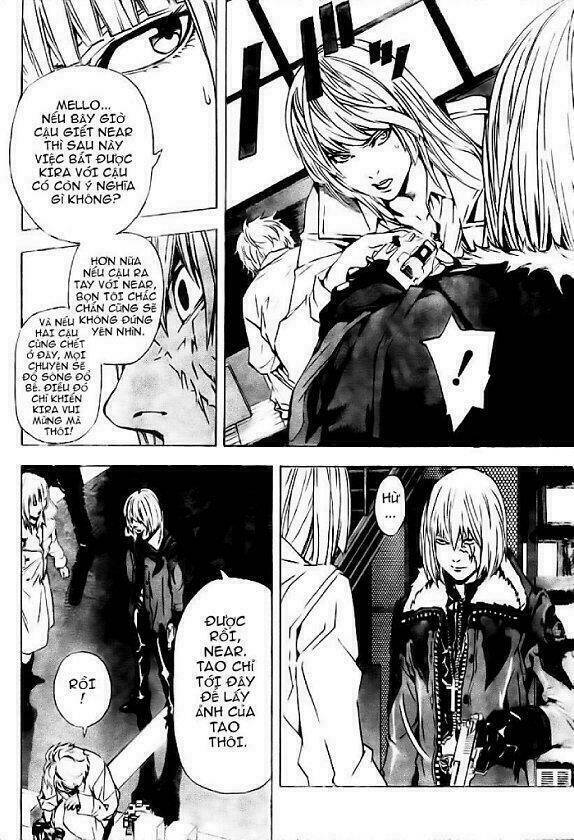 MELLO...
NẾU BÂY GIỜ
CẬU GIẾT NEAR
THÌ SAU NÀY
VIỆC BẮT ĐƯỢC
KIRA VỚI CẬU
CÓ CÒN Ý NGHĨA
GÌ KHÔNG?
HƠN NỮA
NẾU CẬU RA
TAY VỚI NEAR,
BỌN TÔI CHẮC
CHẮN CŨNG SẼ
KHÔNG ĐỨNG
YÊN NHÌN.
VÀ NẾU
HAI CẬU
CÙNG CHẾT
Ở ĐÂY, MỌI
CHUYỆN SẼ
ĐỔ SÔNG ĐỔ
BỂ. ĐIỀU ĐÓ
CHỈ KHIẾN
KIRA VUI
MỪNG MÀ
THÔI!
!
HỪ
...
ĐƯỢC
RỒI,
NEAR.
TAO CHỈ
TỚI ĐÂY
ĐỂ LẤY
ẢNH CỦA
TAO
THÔI.
RỒI
!